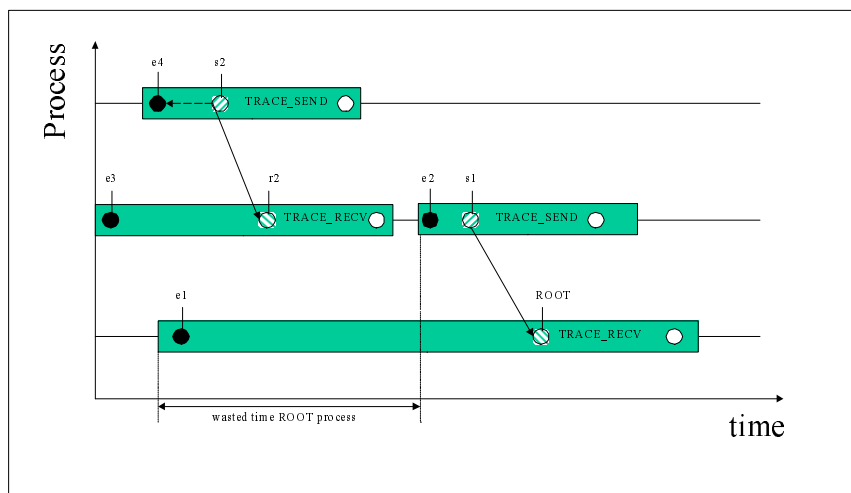 Process
e4 s2
TRACE_SEND
e3 r2 e2 s1
TRACE_RECV TRACE_SEND
e1 ROOT
TRACE_RECV
wasted time ROOT process
time